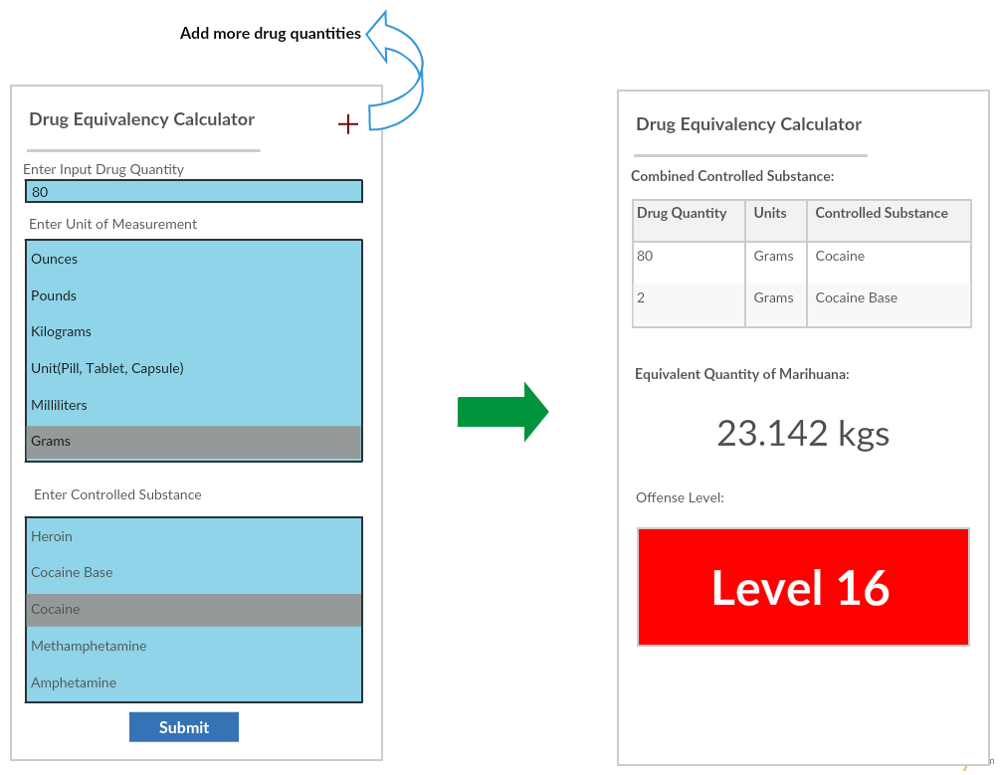 Add more drug quantities
Drug Equivalency Calculator
Enter Input Drug Quantity
80
Enter Unit of Measurement
Ounces
Pounds
Kilograms
Unit(Pill, Tablet, Capsule)
Milliliters
Grams
Enter Controlled Substance
Heroin
Cocaine Base
Cocaine
Methamphetamine
Amphetamine
Submit
Drug Equivalency Calculator
Combined Controlled Substance:
Drug Quantity Units Controlled Substance
80 Grams Cocaine
2 Grams Cocaine Base
Equivalent Quantity of Marihuana:
23.142 kgs
Offense Level:
Level 16